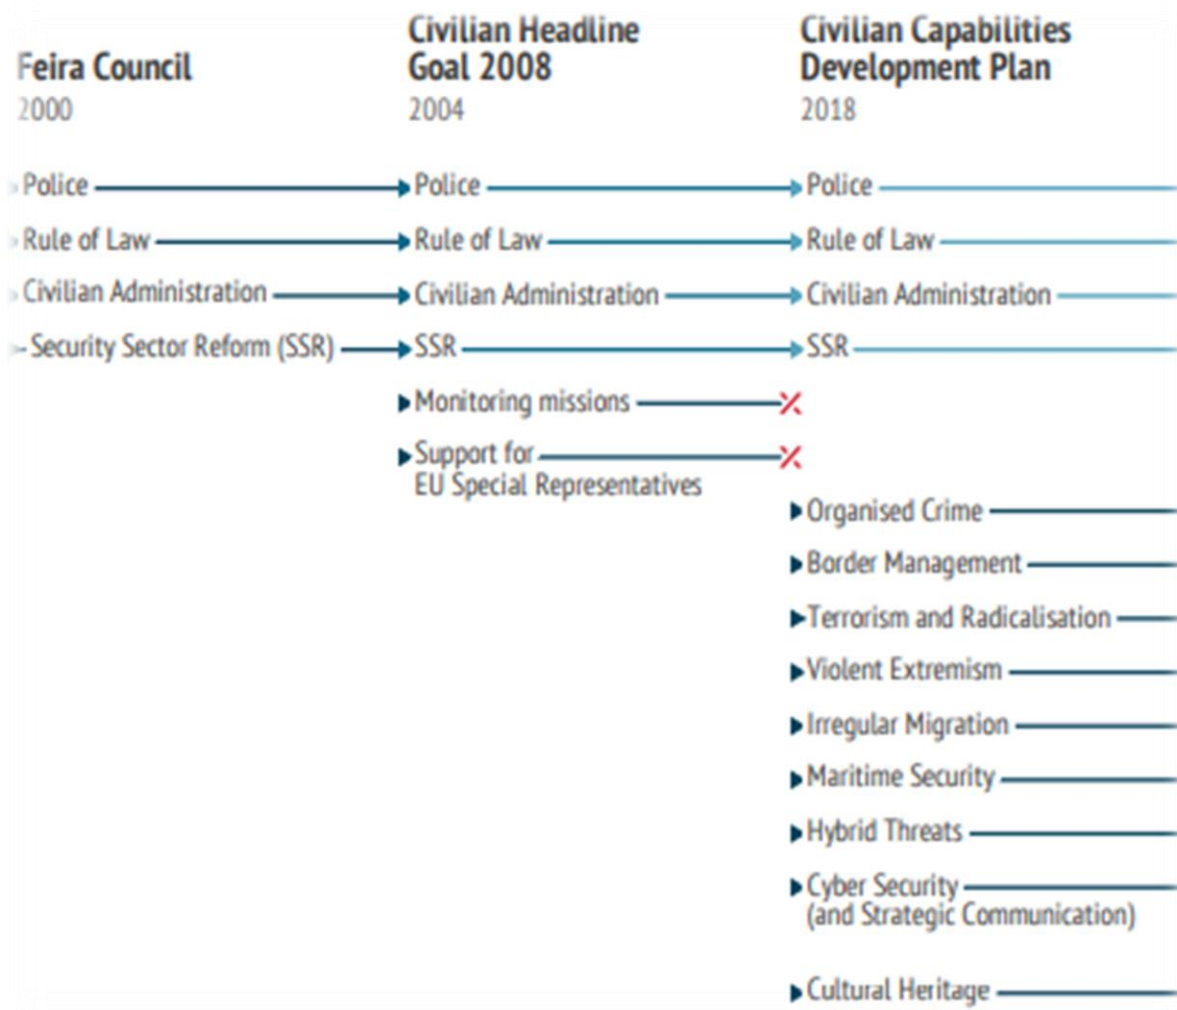 Feira Council
2000
Police
Rule of Law
Civilian Administration
Security Sector Reform (SSR)
Civilian Headline
Goal 2008
2004
Police
Rule of Law
Civilian Administration
SSR
Monitoring missions
Support for
EU Special Representatives
Civilian Capabilities
Development Plan
2018
Police
Rule of Law
Civilian Administration
SSR
Organised Crime
Border Management
Terrorism and Radicalisation
Violent Extremism
Irregular Migration
Maritime Security
Hybrid Threats
Cyber Security
(and Strategic Communication)
Cultural Heritage